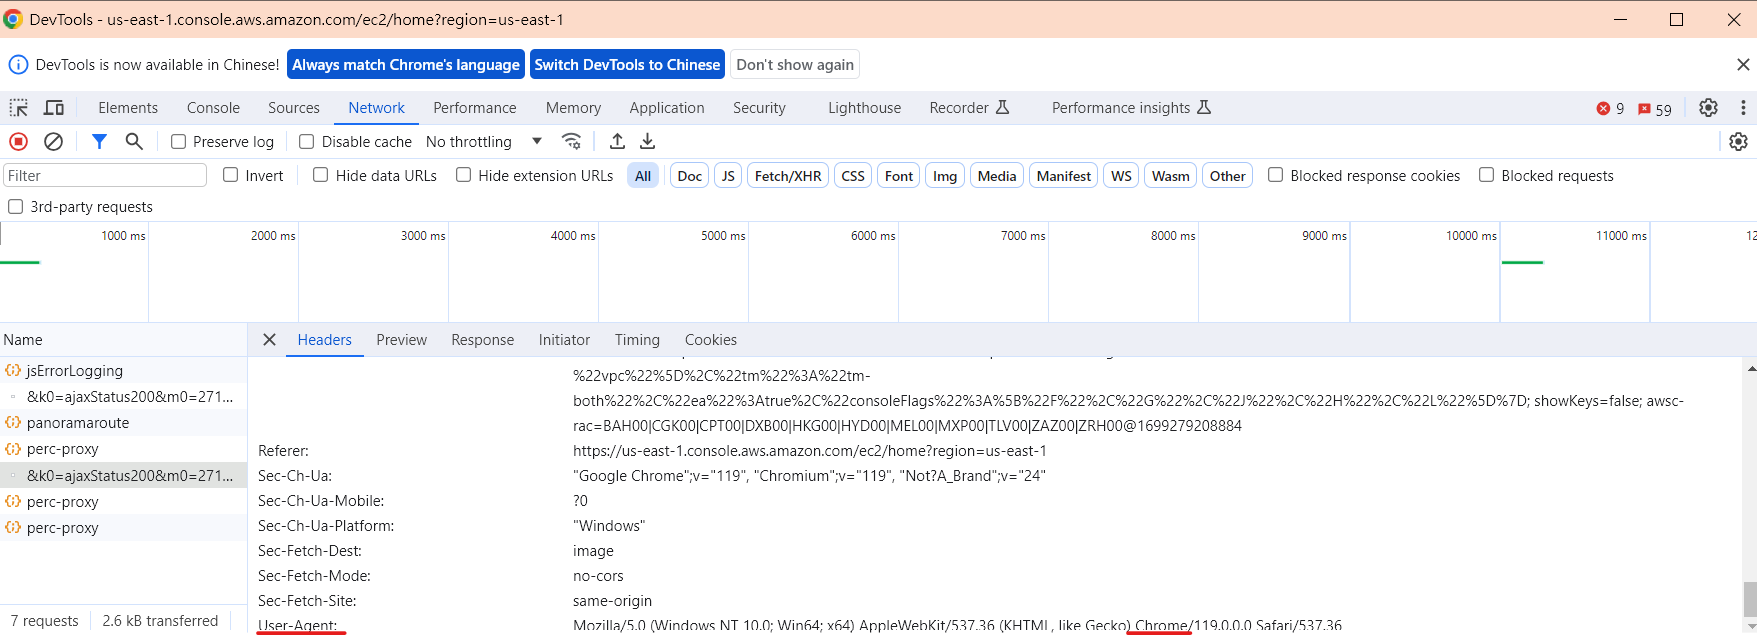 DevTools - us-east-1.console.aws.amazon.com/ec2/home?region=us-east-1
DevTools is now available in Chinese! Always match Chrome's language Switch DevTools to Chinese Don't show again
Elements Console Sources Network Performance Memory Application Security Lighthouse Recorder Performance insights 9 59
Preserve log Disable cache No throttling
Filter Invert Hide data URLs Hide extension URLs All Doc JS Fetch/XHR CSS Font Img Media Manifest WS Wasm Other Blocked response cookies Blocked requests
3rd-party requests
1000 ms 2000 ms 3000 ms 4000 ms 5000 ms 6000 ms 7000 ms 8000 ms 9000 ms 10000 ms 11000 ms 12
Name
jsErrorLogging
&k0=ajaxStatus200&m0=271...
panoramaroute
perc-proxy
&k0=ajaxStatus200&m0=271...
perc-proxy
perc-proxy
7 requests 2.6 kB transferred
Headers Preview Response Initiator Timing Cookies
%22vpc%22%5D%2C%22tm%22%3A%22tm-
both%22%2C%22ea%22%3Atrue%2C%22consoleFlags%22%3A%5B%22F%22%2C%22G%22%2C%22J%22%2C%22H%22%2C%22L%22%5D%7D; showKeys=false; awsc-
rac=BAH00|CGK00|CPT00|DXB00|HKG00|HYD00|MEL00|MXP00|TLV00|ZAZ00|ZRH00@1699279208884
Referer: https://us-east-1.console.aws.amazon.com/ec2/home?region=us-east-1
Sec-Ch-Ua: "Google Chrome";v="119", "Chromium";v="119", "Not?A_Brand";v="24"
Sec-Ch-Ua-Mobile: ?0
Sec-Ch-Ua-Platform: "Windows"
Sec-Fetch-Dest: image
Sec-Fetch-Mode: no-cors
Sec-Fetch-Site: same-origin
User-Agent: Mozilla/5.0 (Windows NT 10.0; Win64; x64) AppleWebKit/537.36 (KHTML, like Gecko) Chrome/119.0.0.0 Safari/537.36